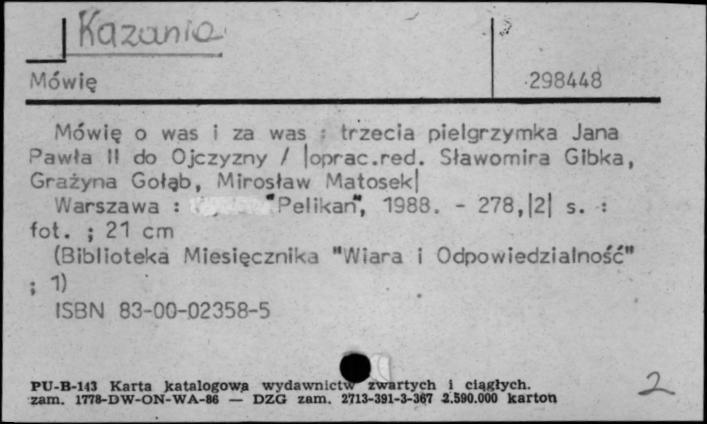 Kazania
Mówię 298448
Mówię o was i za was : trzecia pielgrzymka Jana
Pawła II do Ojczyzny / |oprac.red. Sławomira Gibka,
Grażyna Gołąb, Mirosław Matosek|
Warszawa : "Pelikan", 1988. - 278,|2| s. :
fot. ; 21 cm
(Biblioteka Miesięcznika "Wiara i Odpowiedzialność"
; 1)
ISBN 83-00-02358-5
PU-B-143 Karta katalogowa wydawnictw zwartych i ciągłych.
zam. 1778-DW-ON-WA-86 — DZG zam. 2713-391-3-367 2.590.000 karton
2